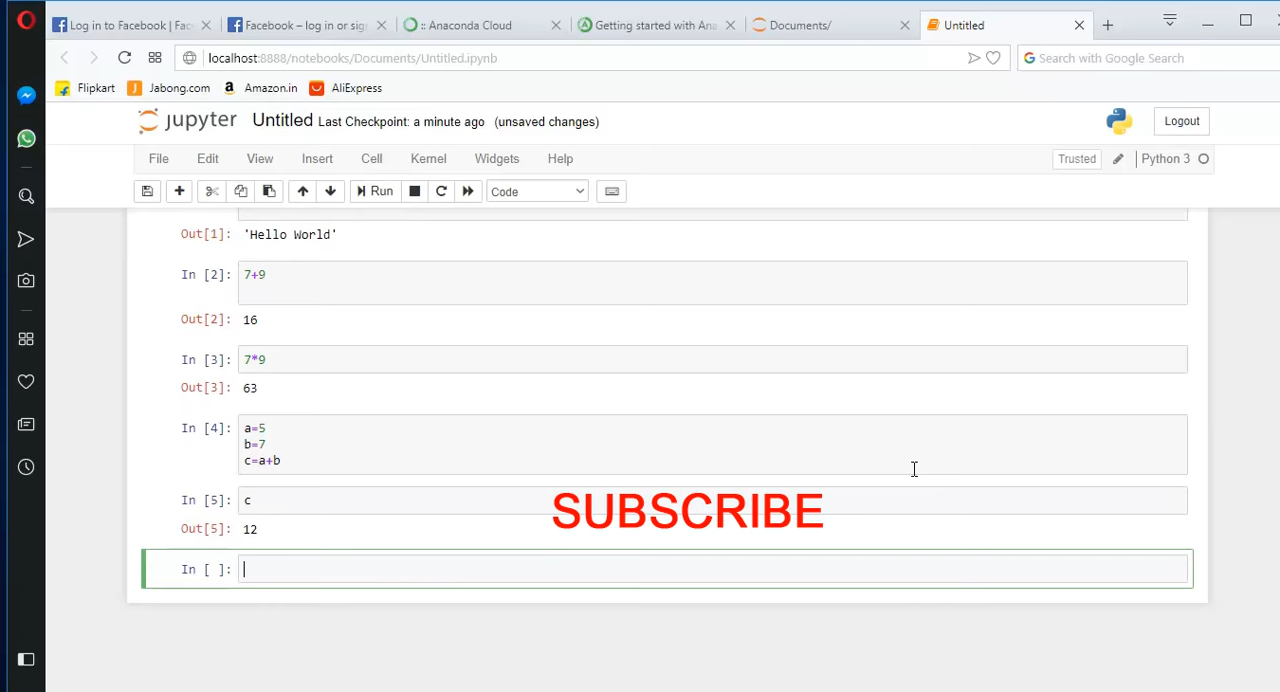 Log in to Facebook | Fac
Facebook – log in or sig
:: Anaconda Cloud
Getting started with Ana
Documents/
Untitled
localhost:8888/notebooks/Documents/Untitled.ipynb
Search with Google Search
Flipkart
Jabong.com
Amazon.in
AliExpress
jupyter Untitled Last Checkpoint: a minute ago (unsaved changes)
Logout
File Edit View Insert Cell Kernel Widgets Help
Trusted
Python 3
Run
Code
Out[1]: 'Hello World'
In [2]: 7+9
Out[2]: 16
In [3]: 7*9
Out[3]: 63
In [4]: a=5
b=7
c=a+b
In [5]: c
SUBSCRIBE
Out[5]: 12
In [ ]: